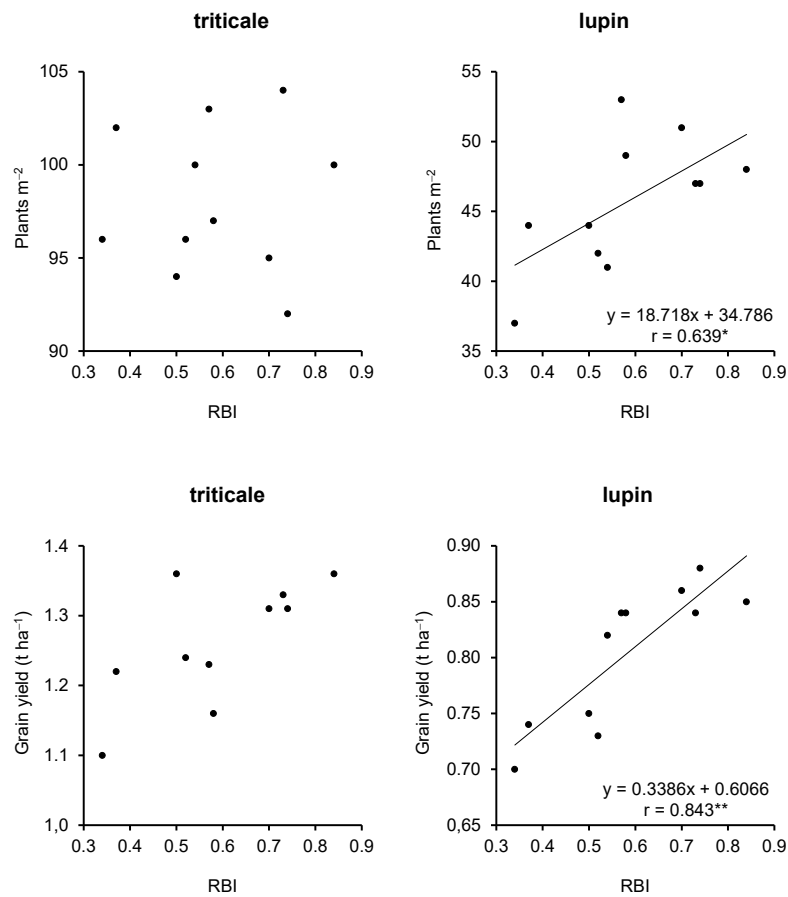 triticale
lupin
105
100
95
90
Plants m⁻²
0.3 0.4 0.5 0.6 0.7 0.8 0.9
RBI
55
50
45
40
35
Plants m⁻²
y = 18.718x + 34.786
r = 0.639*
0.3 0.4 0.5 0.6 0.7 0.8 0.9
RBI
triticale
lupin
1.4
1.3
1.2
1.1
1,0
Grain yield (t ha⁻¹)
0.3 0.4 0.5 0.6 0.7 0.8 0.9
RBI
0.90
0.85
0.80
0.75
0.70
0,65
Grain yield (t ha⁻¹)
y = 0.3386x + 0.6066
r = 0.843**
0.3 0.4 0.5 0.6 0.7 0.8 0.9
RBI